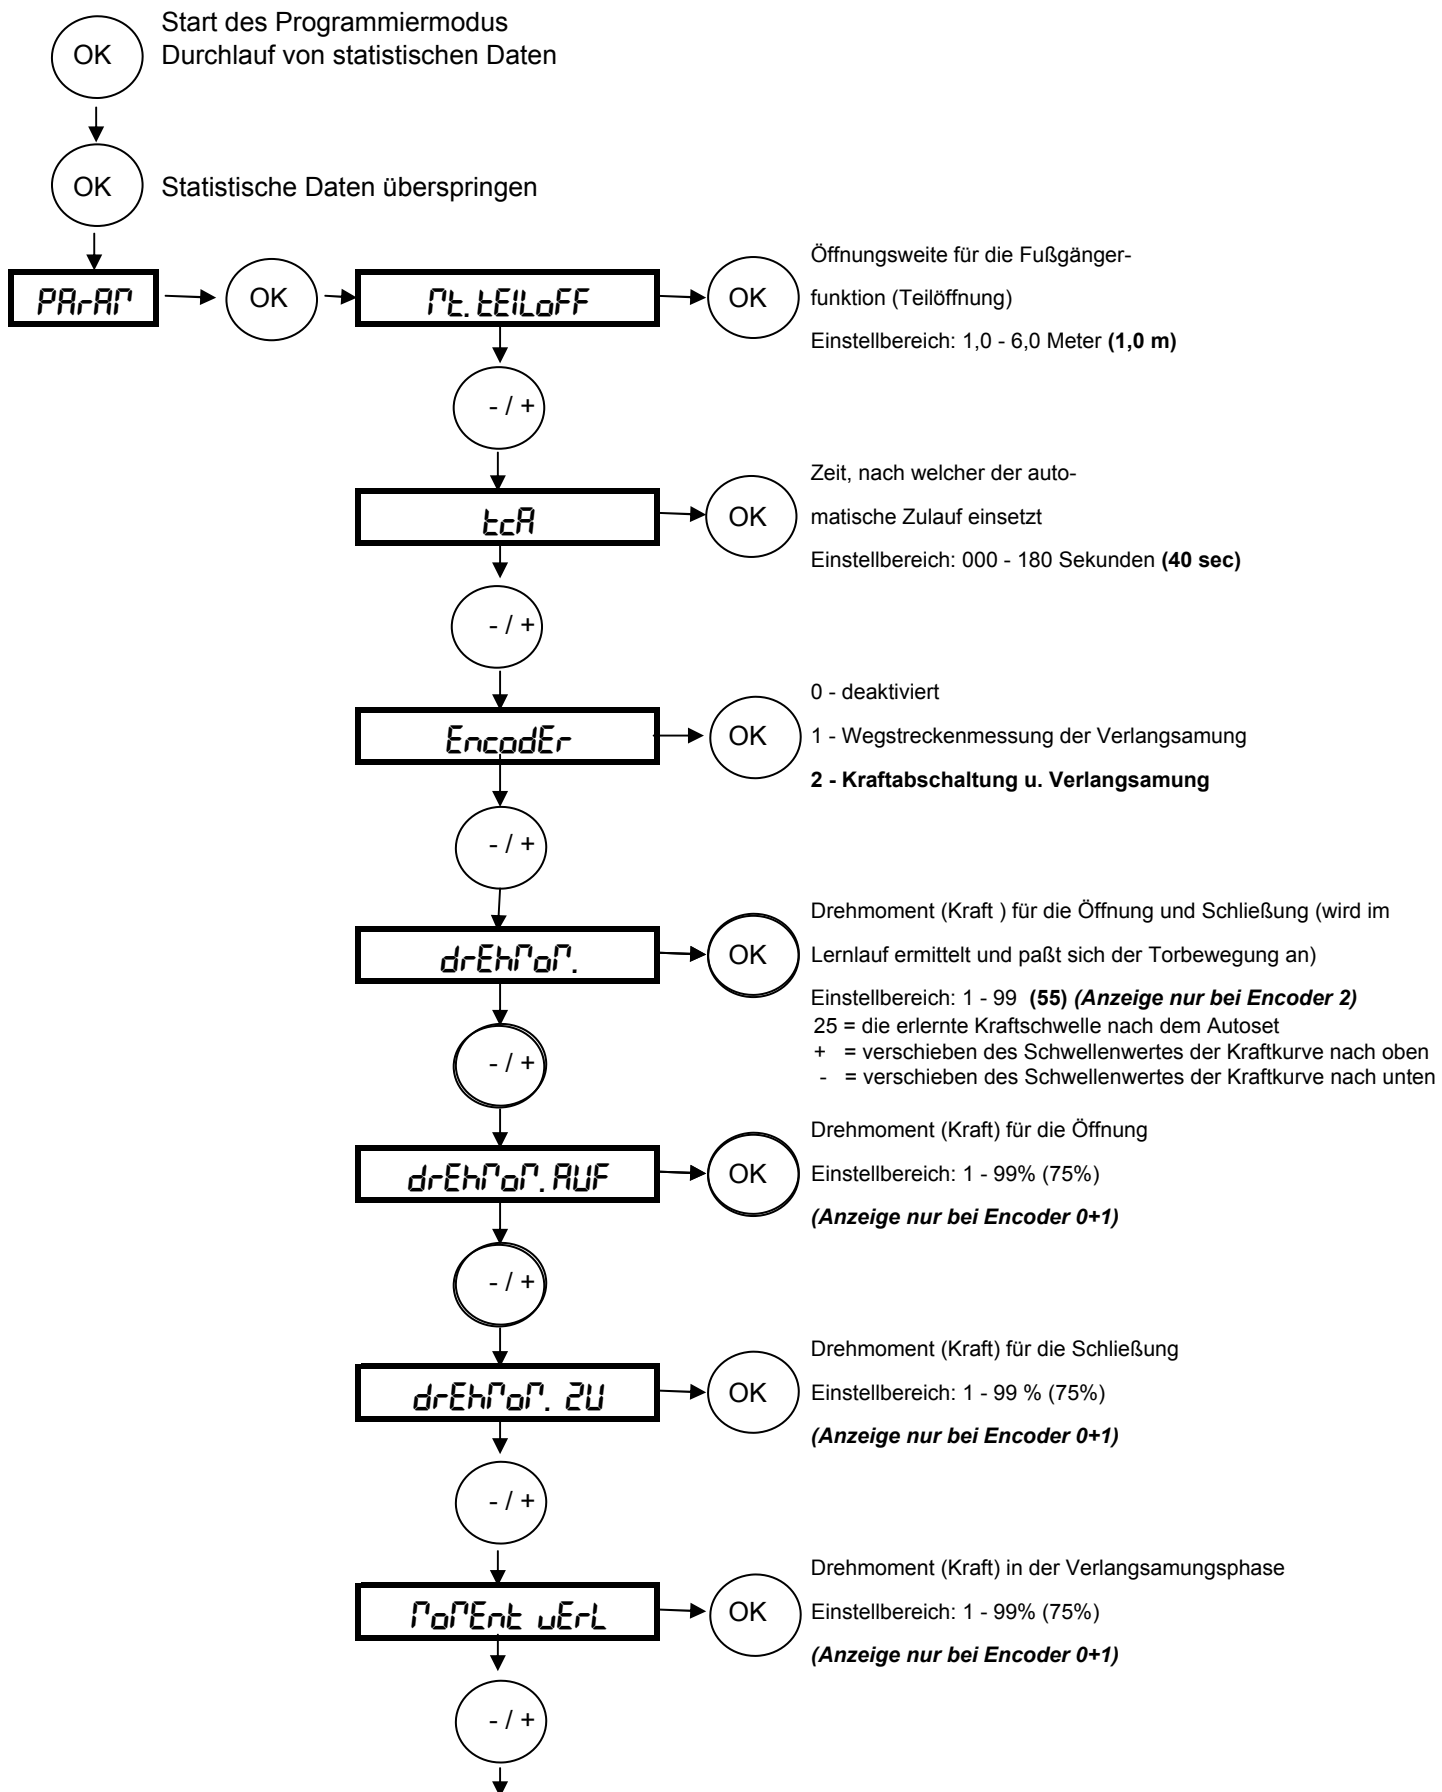 Start des Programmiermodus
OK
Durchlauf von statistischen Daten
OK
Statistische Daten überspringen
PArAM
OK
Mt. tEILoFF
OK
Öffnungsweite für die Fußgänger-
funktion (Teilöffnung)
Einstellbereich: 1,0 - 6,0 Meter (1,0 m)
- / +
tcA
OK
Zeit, nach welcher der auto-
matische Zulauf einsetzt
Einstellbereich: 000 - 180 Sekunden (40 sec)
- / +
EncodEr
OK
0 - deaktiviert
1 - Wegstreckenmessung der Verlangsamung
2 - Kraftabschaltung u. Verlangsamung
- / +
drEhMoM.
OK
Drehmoment (Kraft ) für die Öffnung und Schließung (wird im
Lernlauf ermittelt und paßt sich der Torbewegung an)
Einstellbereich: 1 - 99 (55) (Anzeige nur bei Encoder 2)
25 = die erlernte Kraftschwelle nach dem Autoset
+ = verschieben des Schwellenwertes der Kraftkurve nach oben
- = verschieben des Schwellenwertes der Kraftkurve nach unten
- / +
drEhMoM. AUF
OK
Drehmoment (Kraft) für die Öffnung
Einstellbereich: 1 - 99% (75%)
(Anzeige nur bei Encoder 0+1)
- / +
drEhMoM. ZU
OK
Drehmoment (Kraft) für die Schließung
Einstellbereich: 1 - 99 % (75%)
(Anzeige nur bei Encoder 0+1)
- / +
MoMEnt vErL
OK
Drehmoment (Kraft) in der Verlangsamungsphase
Einstellbereich: 1 - 99% (75%)
(Anzeige nur bei Encoder 0+1)
- / +